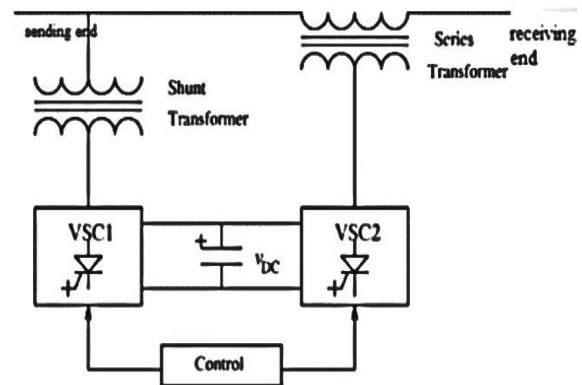 sending end
Series
Transformer
receiving
end
Shunt
Transformer
VSC1
VSC2
+
vDC
+
+
Control